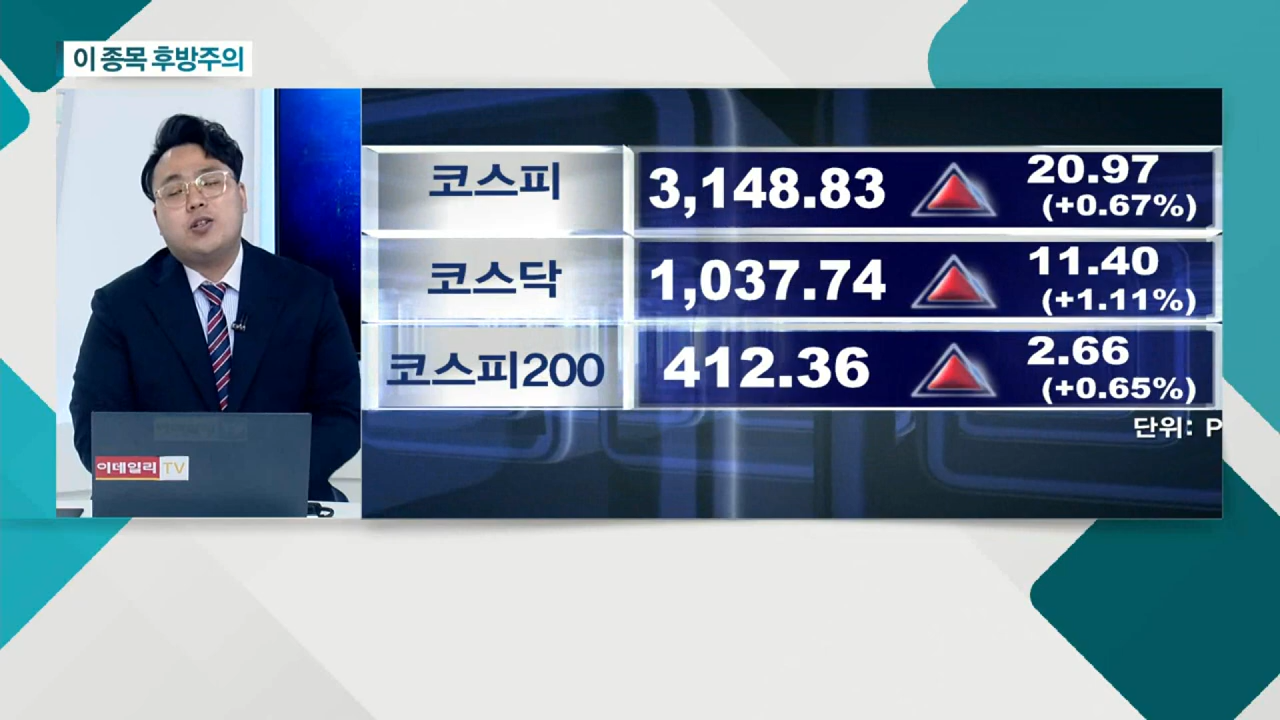 이 종목 후방주의
코스피 3,148.83 ▲ 20.97 (+0.67%)
코스닥 1,037.74 ▲ 11.40 (+1.11%)
코스피200 412.36 ▲ 2.66 (+0.65%)
단위: P
이데일리 TV